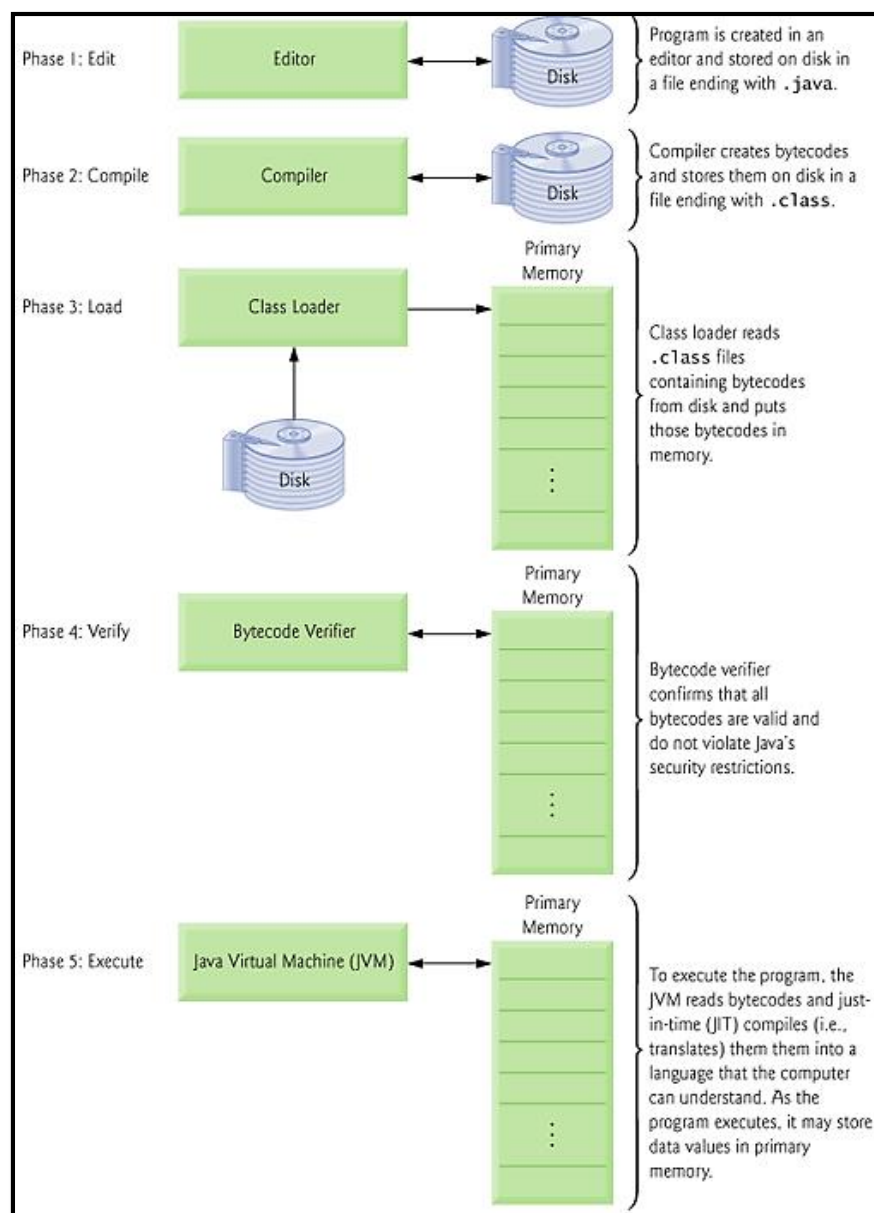 Phase 1: Edit
Editor
Disk
Program is created in an
editor and stored on disk in
a file ending with .java.
Phase 2: Compile
Compiler
Disk
Compiler creates bytecodes
and stores them on disk in a
file ending with .class.
Phase 3: Load
Class Loader
Disk
Primary
Memory
Class loader reads
.class files
containing bytecodes
from disk and puts
those bytecodes in
memory.
Phase 4: Verify
Bytecode Verifier
Primary
Memory
Bytecode verifier
confirms that all
bytecodes are valid and
do not violate Java's
security restrictions.
Phase 5: Execute
Java Virtual Machine (JVM)
Primary
Memory
To execute the program, the
JVM reads bytecodes and just-
in-time (JIT) compiles (i.e.,
translates) them them into a
language that the computer
can understand. As the
program executes, it may store
data values in primary
memory.